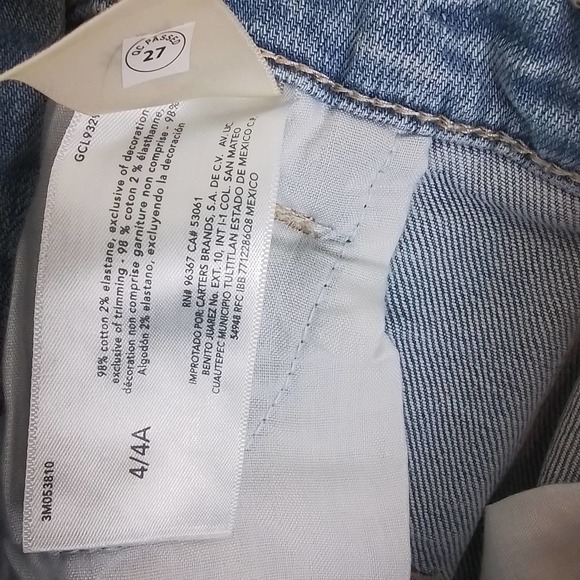 QC PASSED
27
GCL932
98% cotton 2% elastane, exclusive of decoration
exclusive of trimming - 98 % coton 2 % élasthanne,
décoration non comprise garniture non comprise - 98%
Algodón 2% elastano, excluyendo la decoración
RN# 96367 CA# 53061
IMPROTADO POR: CARTERS BRANDS, S.A. DE C.V. AV
BENITO JUAREZ No. EXT. 10, INT I-1 COL. SAN MATEO
CUAUTEPEC MUNICIPIO TULTITLAN ESTADO DE MEXICO
54948 RFC IBB 7712286Q8 MEXICO
4/4A
3M053810